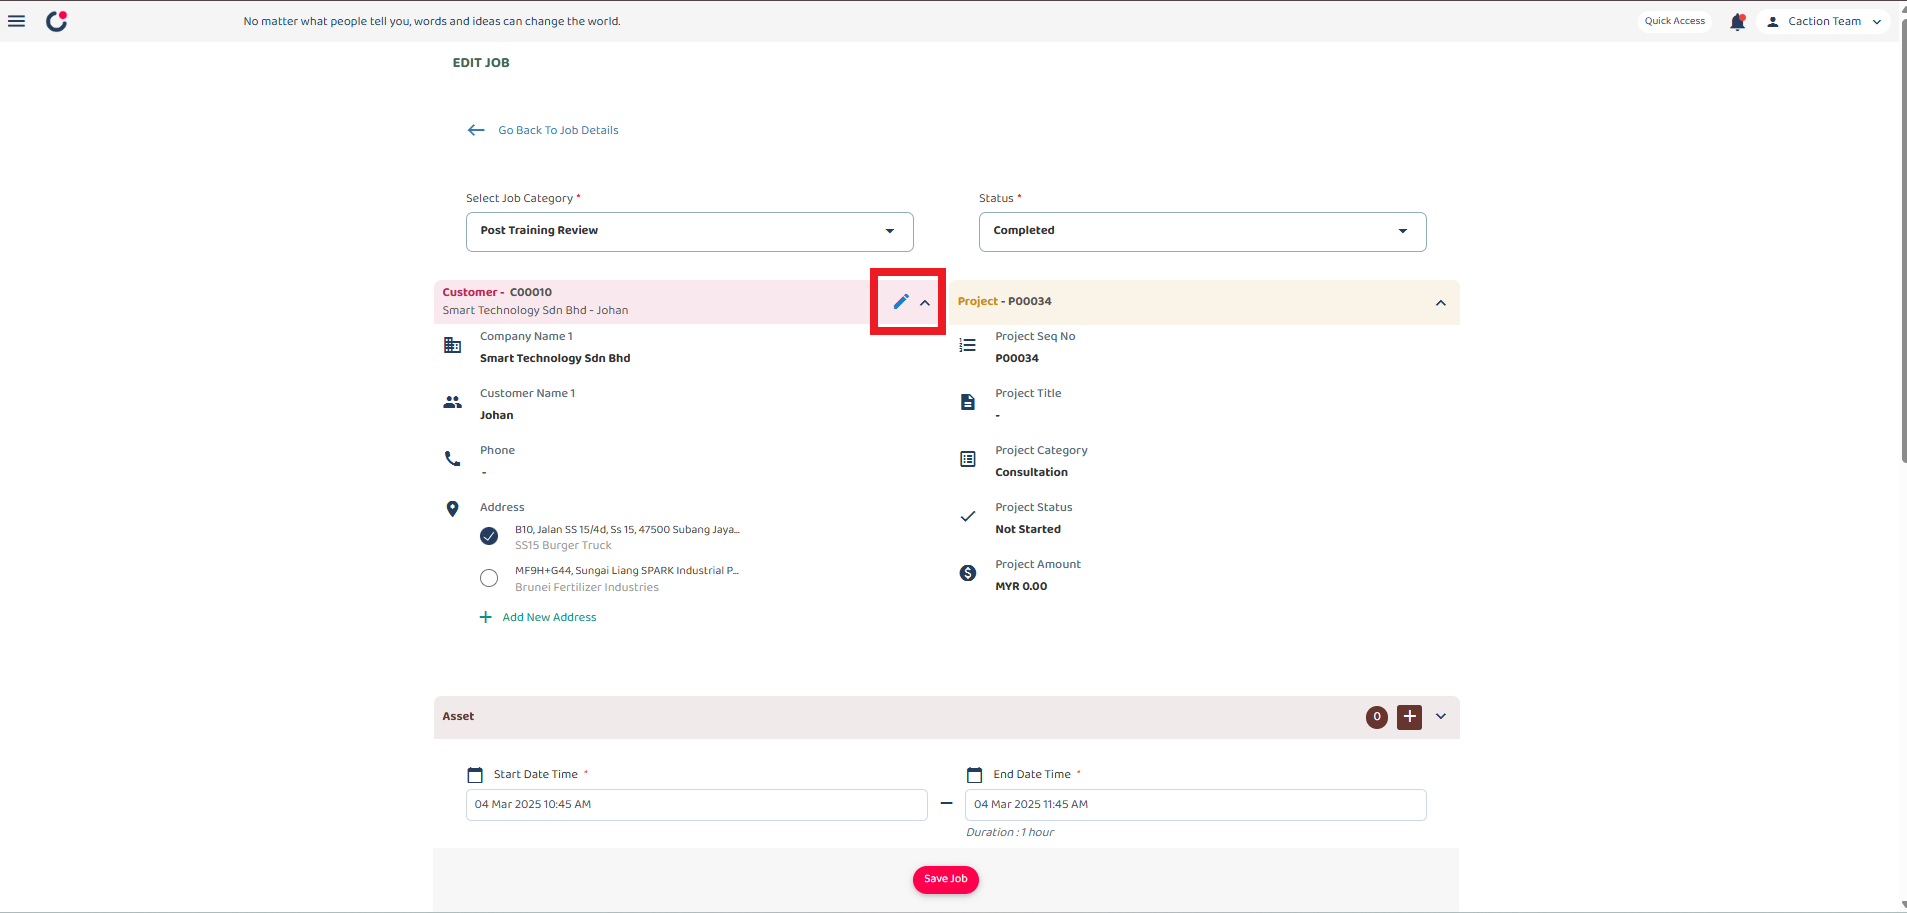 No matter what people tell you, words and ideas can change the world.
Quick Access
Caction Team
EDIT JOB
Go Back To Job Details
Select Job Category *
Status *
Post Training Review
Completed
Customer - C00010
Smart Technology Sdn Bhd - Johan
Project - P00034
Company Name 1
Smart Technology Sdn Bhd
Customer Name 1
Johan
Phone
-
Address
B10, Jalan SS 15/4d, Ss 15, 47500 Subang Jaya...
SS15 Burger Truck
MF9H+G44, Sungai Liang SPARK Industrial P...
Brunei Fertilizer Industries
Add New Address
Project Seq No
P00034
Project Title
-
Project Category
Consultation
Project Status
Not Started
Project Amount
MYR 0.00
Asset
0
Start Date Time *
04 Mar 2025 10:45 AM
End Date Time *
04 Mar 2025 11:45 AM
Duration : 1 hour
Save Job